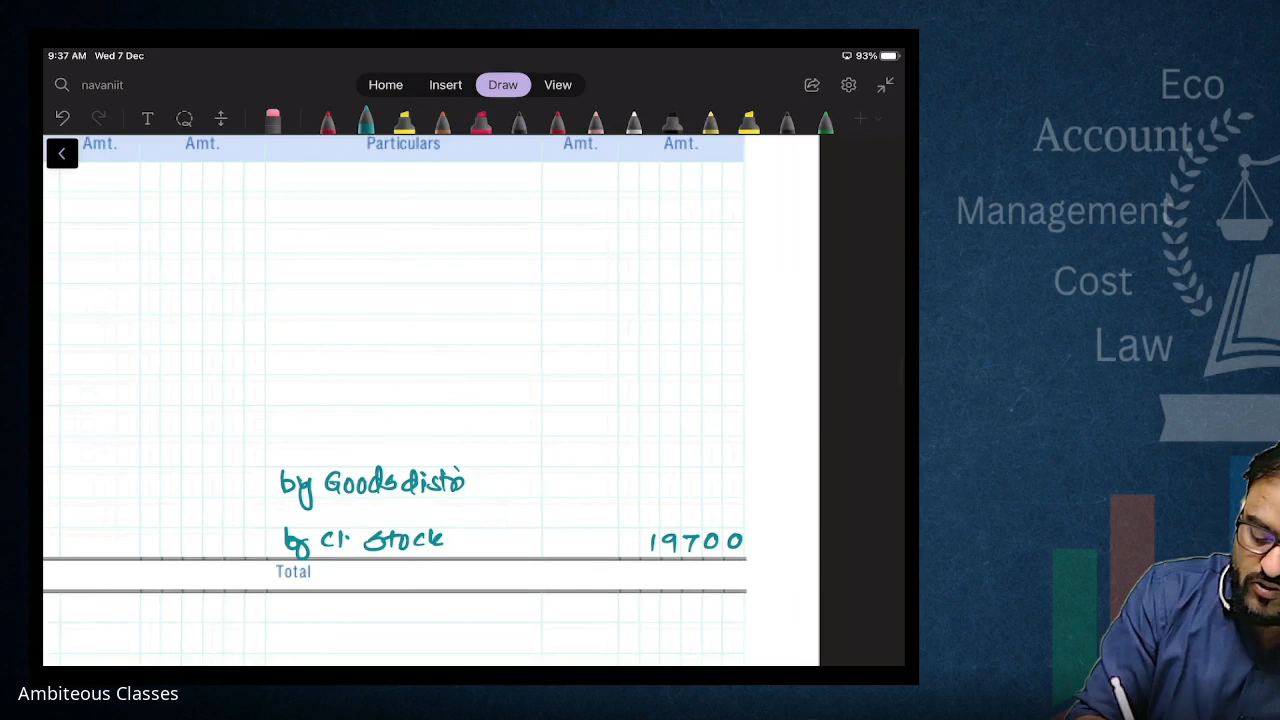 9:37 AM Wed 7 Dec
93%
navaniit
Home Insert Draw View
T
Amt. Amt. Particulars Amt. Amt.
by Goods
by Cl. Stock 19700
Total
Eco
Account
Management
Cost
Law
Ambiteous Classes